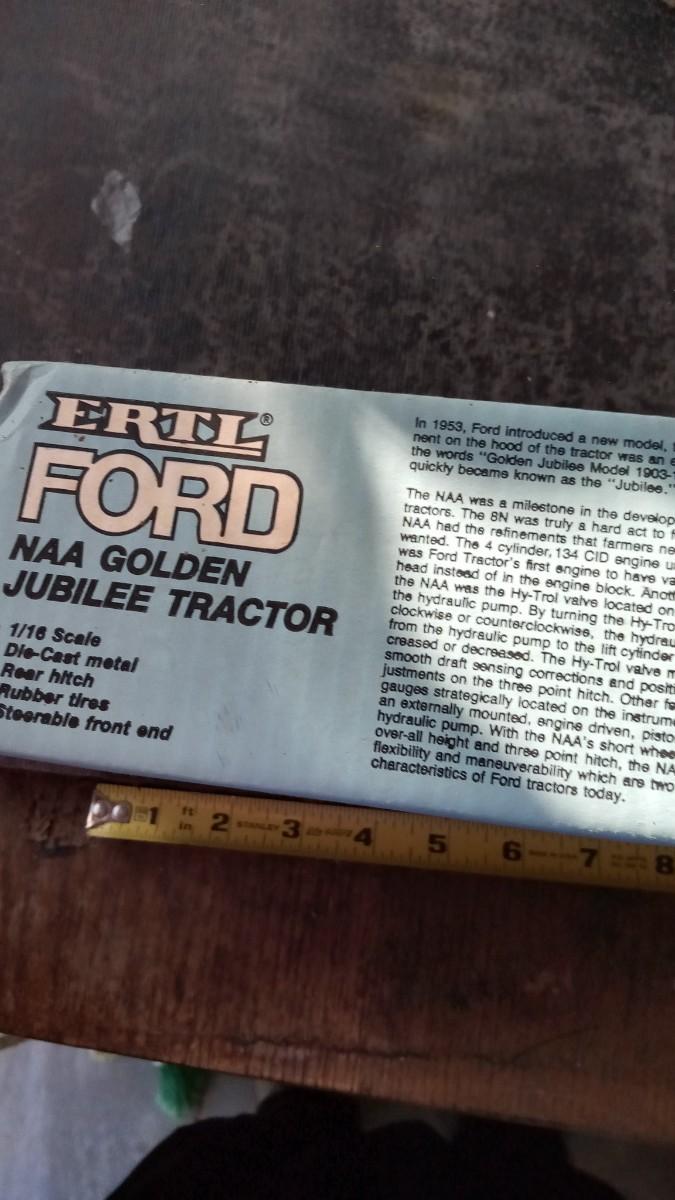 ERTL®
FORD
NAA GOLDEN
JUBILEE TRACTOR
1/16 Scale
Die-Cast metal
Rear hitch
Rubber tires
Steerable front end
In 1953, Ford introduced a new model,
nent on the hood of the tractor was an
the words "Golden Jubilee Model 1903-
quickly became known as the "Jubilee."
The NAA was a milestone in the develop
tractors. The 8N was truly a hard act to
NAA had the refinements that farmers ne
wanted. The 4 cylinder, 134 CID engine
was Ford Tractor's first engine to have va
head instead of in the engine block. Anot
the NAA was the Hy-Trol valve located on
the hydraulic pump. By turning the Hy-Tro
clockwise or counterclockwise, the hydrau
from the hydraulic pump to the lift cylinder
creased or decreased. The Hy-Trol valve m
smooth draft sensing corrections and positi
justments on the three point hitch. Other fe
gauges strategically located on the instrume
an externally mounted, engine driven, pisto
hydraulic pump. With the NAA's short whee
over-all height and three point hitch, the NA
flexibility and maneuverability which are two
characteristics of Ford tractors today.
1 ft in 2 STANLEY 3 4 5 6 7 8